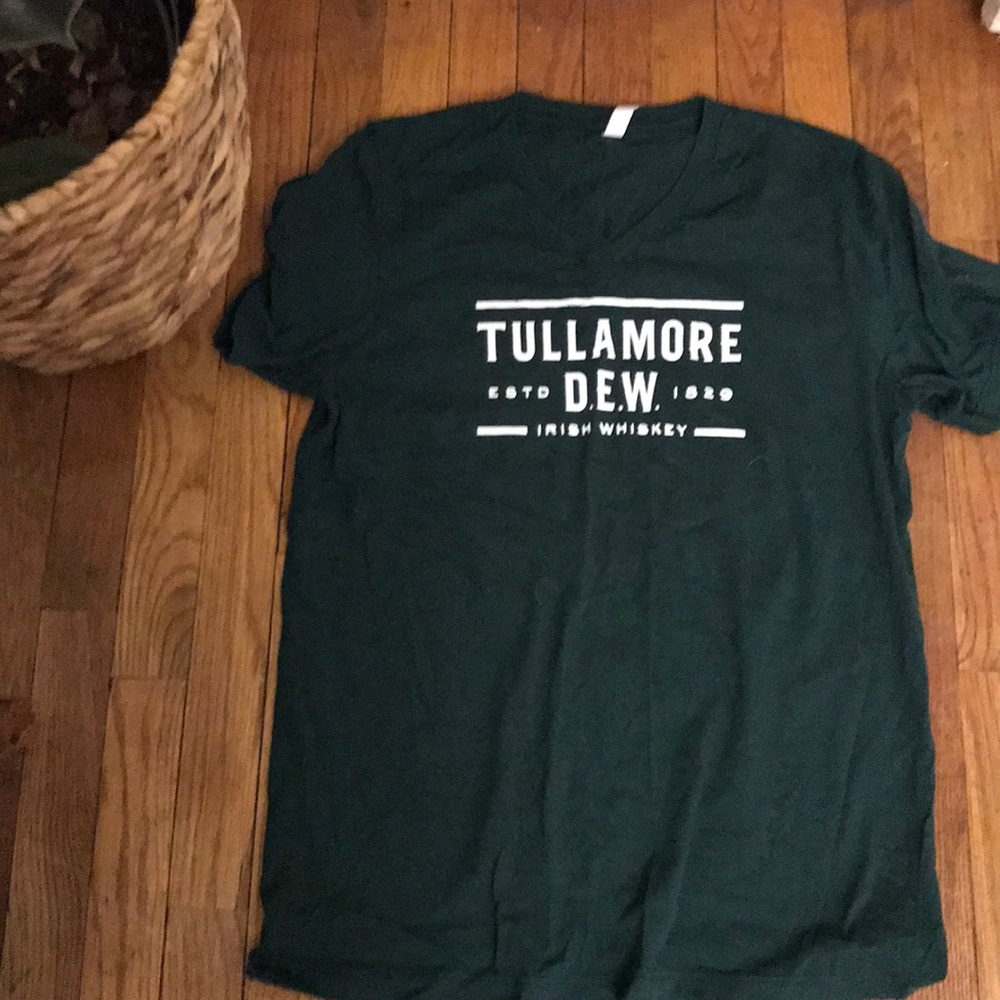 TULLAMORE
ESTD D.E.W. 1829
IRISH WHISKEY